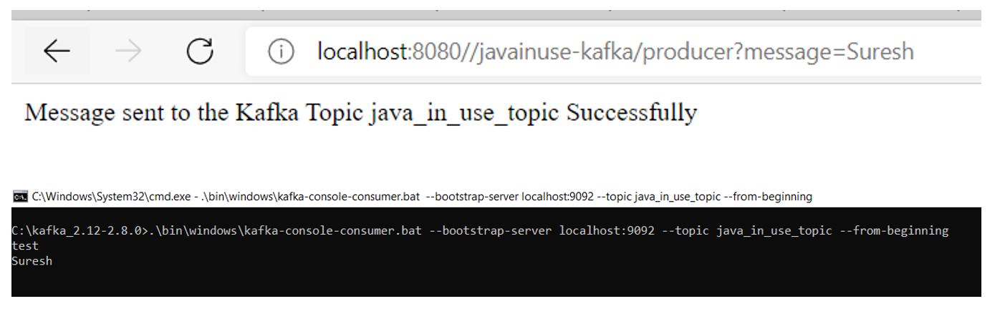 localhost:8080//javainuse-kafka/producer?message=Suresh
Message sent to the Kafka Topic java_in_use_topic Successfully
C:\Windows\System32\cmd.exe - .\bin\windows\kafka-console-consumer.bat  --bootstrap-server localhost:9092 --topic java_in_use_topic --from-beginning
C:\kafka_2.12-2.8.0>.\bin\windows\kafka-console-consumer.bat --bootstrap-server localhost:9092 --topic java_in_use_topic --from-beginning
test
Suresh